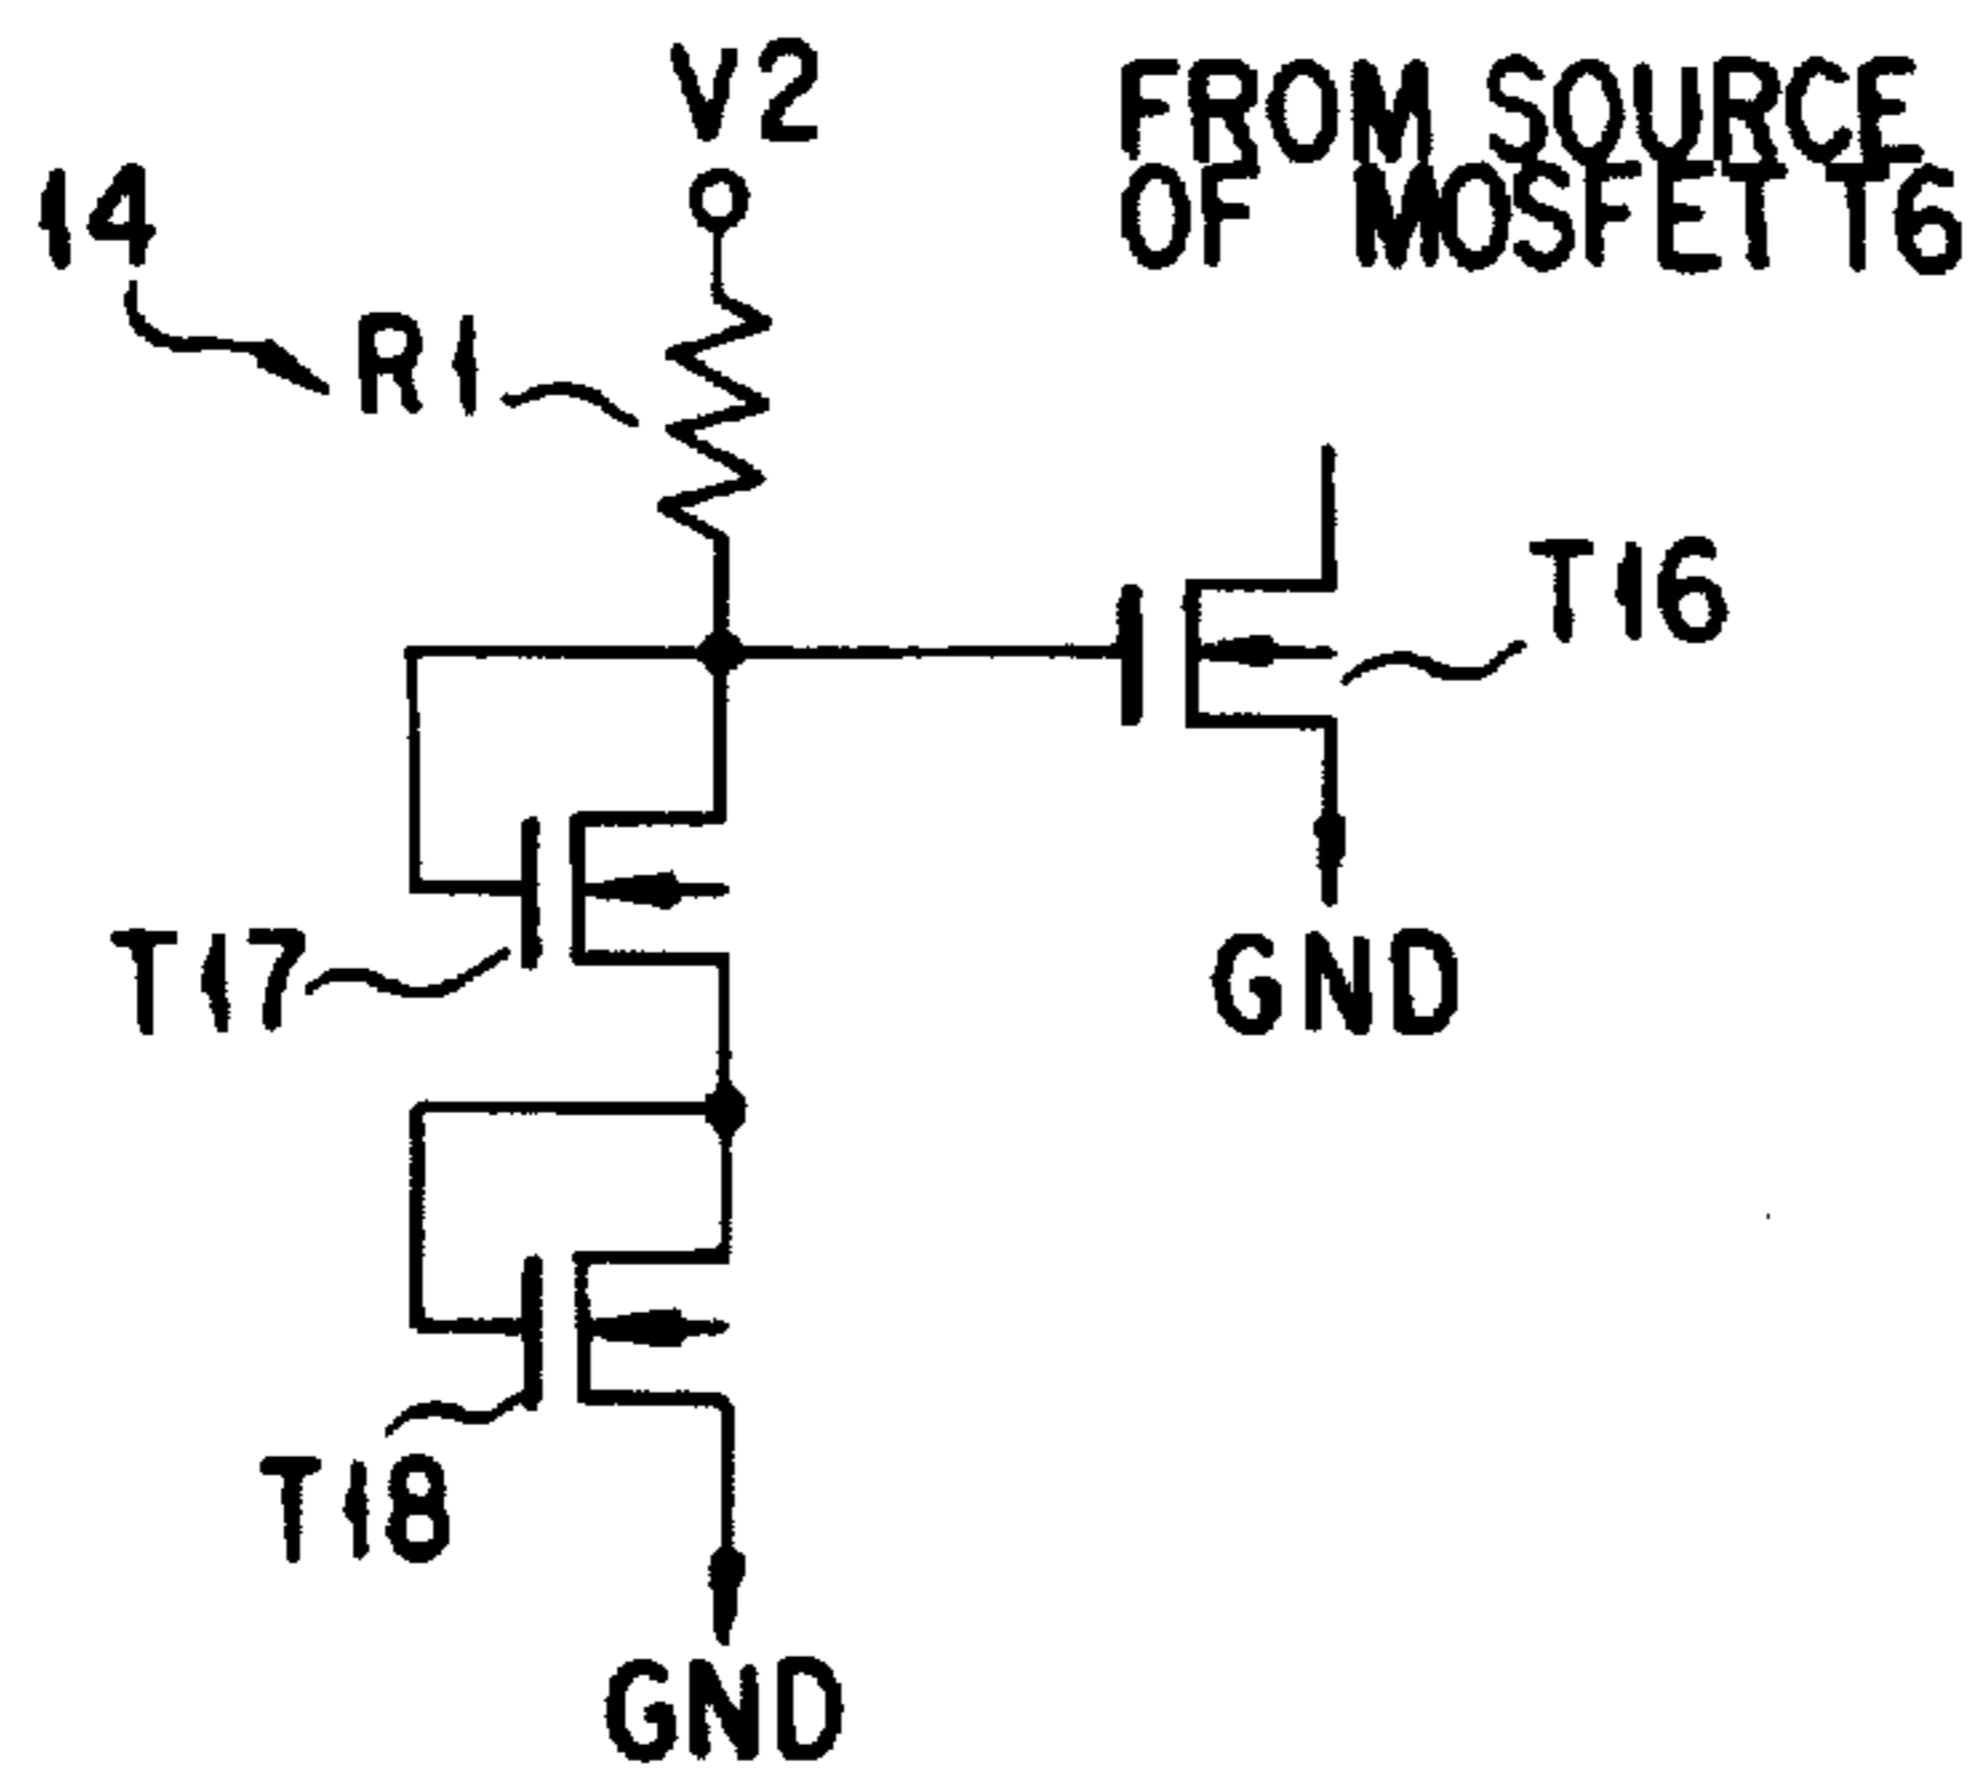 V2
FROM SOURCE
OF MOSFET T6
14
R1
T16
T17
GND
T18
GND